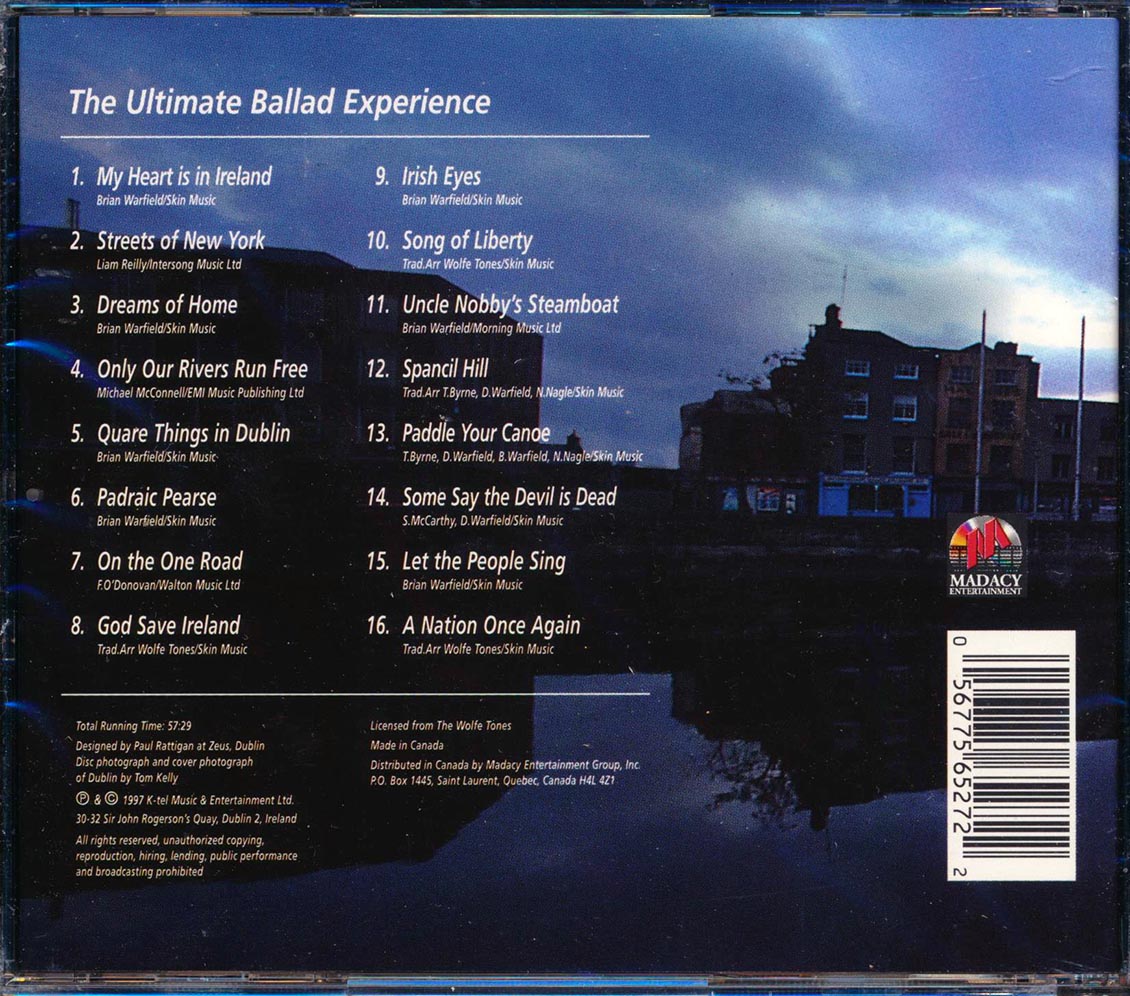 The Ultimate Ballad Experience
1. My Heart is in Ireland
Brian Warfield/Skin Music
2. Streets of New York
Liam Reilly/Intersong Music Ltd
3. Dreams of Home
Brian Warfield/Skin Music
4. Only Our Rivers Run Free
Michael McConnell/EMI Music Publishing Ltd
5. Quare Things in Dublin
Brian Warfield/Skin Music
6. Padraic Pearse
Brian Warfield/Skin Music
7. On the One Road
F.O'Donovan/Walton Music Ltd
8. God Save Ireland
Trad.Arr Wolfe Tones/Skin Music
9. Irish Eyes
Brian Warfield/Skin Music
10. Song of Liberty
Trad.Arr Wolfe Tones/Skin Music
11. Uncle Nobby's Steamboat
Brian Warfield/Morning Music Ltd
12. Spancil Hill
Trad.Arr T.Byrne, D.Warfield, N.Nagle/Skin Music
13. Paddle Your Canoe
T.Byrne, D.Warfield, B.Warfield, N.Nagle/Skin Music
14. Some Say the Devil is Dead
S.McCarthy, D.Warfield/Skin Music
15. Let the People Sing
Brian Warfield/Skin Music
16. A Nation Once Again
Trad.Arr Wolfe Tones/Skin Music
Total Running Time: 57:29
Designed by Paul Rattigan at Zeus, Dublin
Disc photograph and cover photograph
of Dublin by Tom Kelly
℗ & © 1997 K-tel Music & Entertainment Ltd.
30-32 Sir John Rogerson's Quay, Dublin 2, Ireland
All rights reserved, unauthorized copying,
reproduction, hiring, lending, public performance
and broadcasting prohibited
Licensed from The Wolfe Tones
Made in Canada
Distributed in Canada by Madacy Entertainment Group, Inc.
P.O. Box 1445, Saint Laurent, Quebec, Canada H4L 4Z1
MADACY
ENTERTAINMENT
0 56775 65272 2